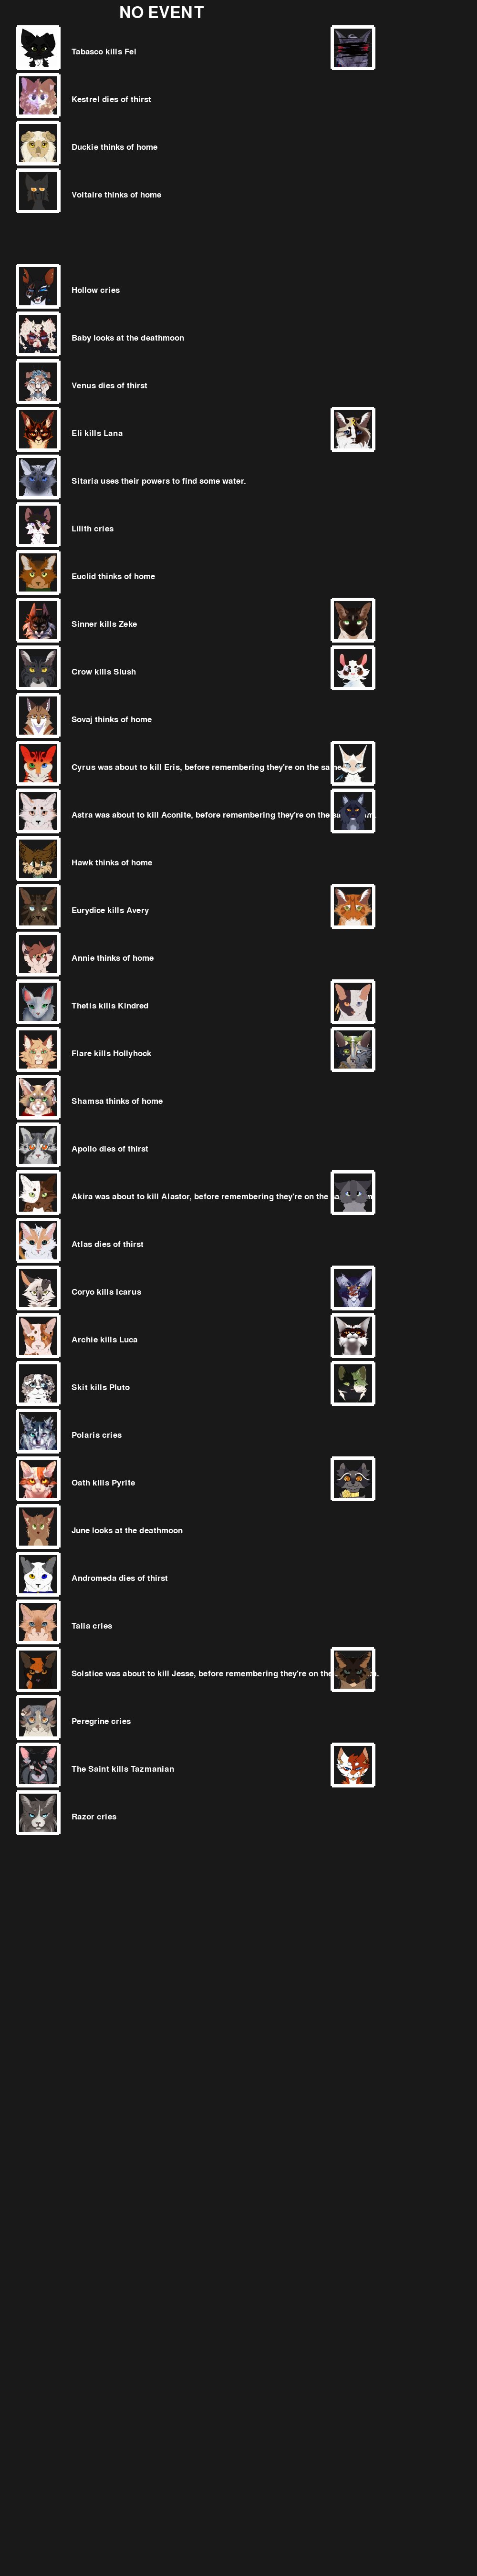 NO EVENT
Tabasco kills Fel
Kestrel dies of thirst
Duckie thinks of home
Voltaire thinks of home
Hollow cries
Baby looks at the deathmoon
Venus dies of thirst
Eli kills Lana
Sitaria uses their powers to find some water.
Lilith cries
Euclid thinks of home
Sinner kills Zeke
Crow kills Slush
Sovaj thinks of home
Cyrus was about to kill Eris, before remembering they're on the same
Astra was about to kill Aconite, before remembering they're on the
Hawk thinks of home
Eurydice kills Avery
Annie thinks of home
Thetis kills Kindred
Flare kills Hollyhock
Shamsa thinks of home
Apollo dies of thirst
Akira was about to kill Alastor, before remembering they're on the
Atlas dies of thirst
Coryo kills Icarus
Archie kills Luca
Skit kills Pluto
Polaris cries
Oath kills Pyrite
June looks at the deathmoon
Andromeda dies of thirst
Talia cries
Solstice was about to kill Jesse, before remembering they're on the
Peregrine cries
The Saint kills Tazmanian
Razor cries